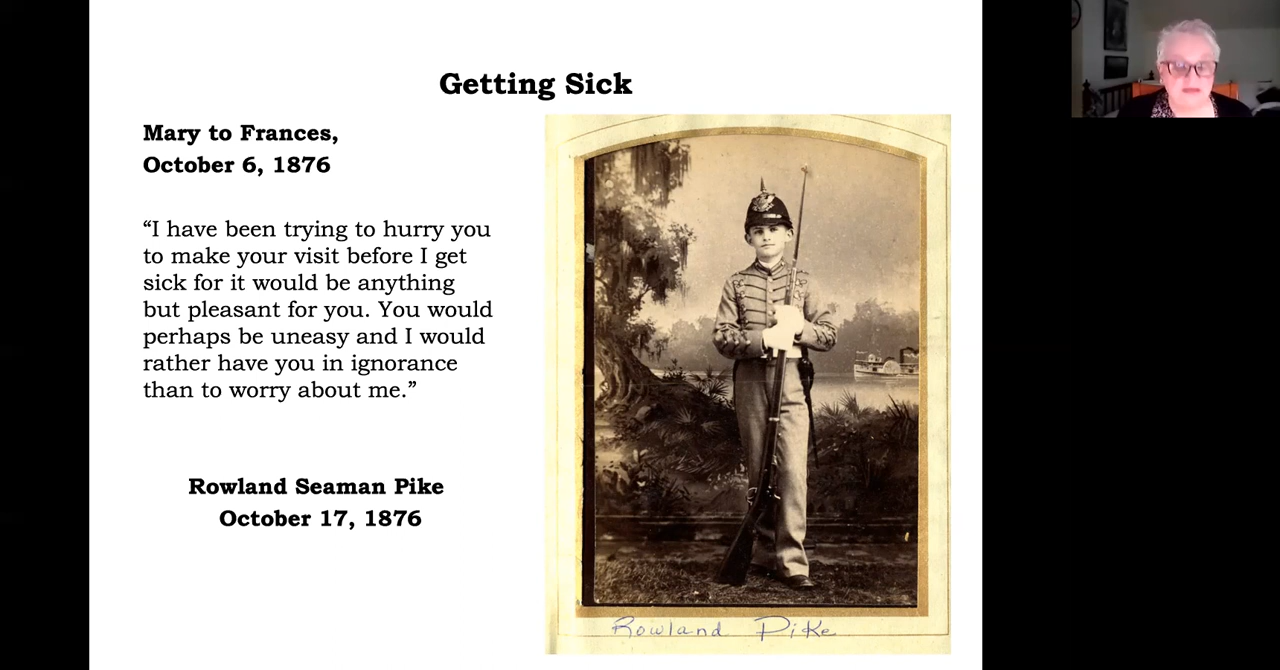 Getting Sick
Mary to Frances,
October 6, 1876
“I have been trying to hurry you
to make your visit before I get
sick for it would be anything
but pleasant for you. You would
perhaps be uneasy and I would
rather have you in ignorance
than to worry about me.”
Rowland Seaman Pike
October 17, 1876
Rowland Pike